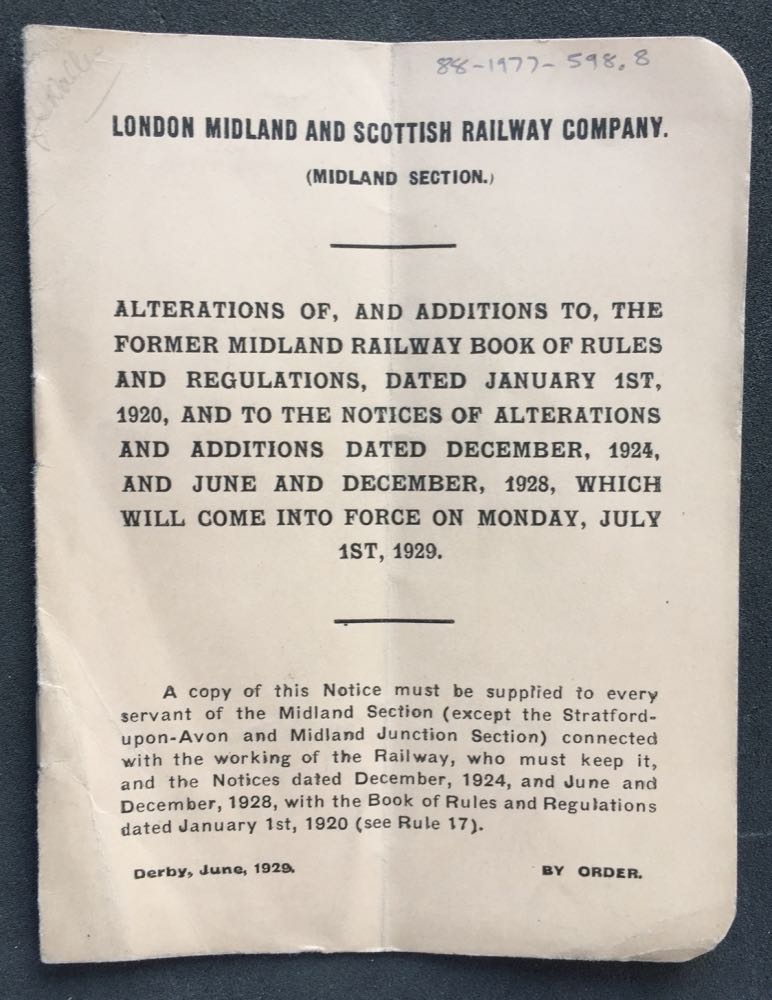 88-1977-598.8
LONDON MIDLAND AND SCOTTISH RAILWAY COMPANY.
(MIDLAND SECTION.)
ALTERATIONS OF, AND ADDITIONS TO, THE
FORMER MIDLAND RAILWAY BOOK OF RULES
AND REGULATIONS, DATED JANUARY 1ST,
1920, AND TO THE NOTICES OF ALTERATIONS
AND ADDITIONS DATED DECEMBER, 1924,
AND JUNE AND DECEMBER, 1928, WHICH
WILL COME INTO FORCE ON MONDAY, JULY
1ST, 1929.
A copy of this Notice must be supplied to every
servant of the Midland Section (except the Stratford-
upon-Avon and Midland Junction Section) connected
with the working of the Railway, who must keep it,
and the Notices dated December, 1924, and June and
December, 1928, with the Book of Rules and Regulations
dated January 1st, 1920 (see Rule 17).
Derby, June, 1929. BY ORDER.